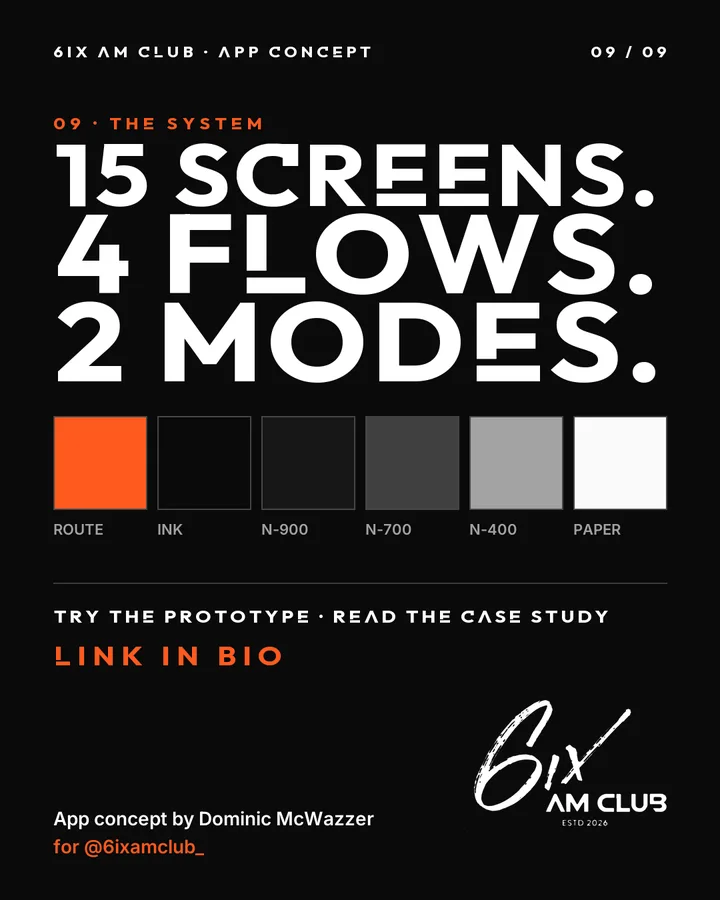 6IX AM CLUB · APP CONCEPT
09 / 09
09 · THE SYSTEM
15 SCREENS.
4 FLOWS.
2 MODES.
ROUTE
INK
N-900
N-700
N-400
PAPER
TRY THE PROTOTYPE · READ THE CASE STUDY
LINK IN BIO
6ix
AM CLUB
ESTD 2026
App concept by Dominic McWazzer
for @6ixamclub_